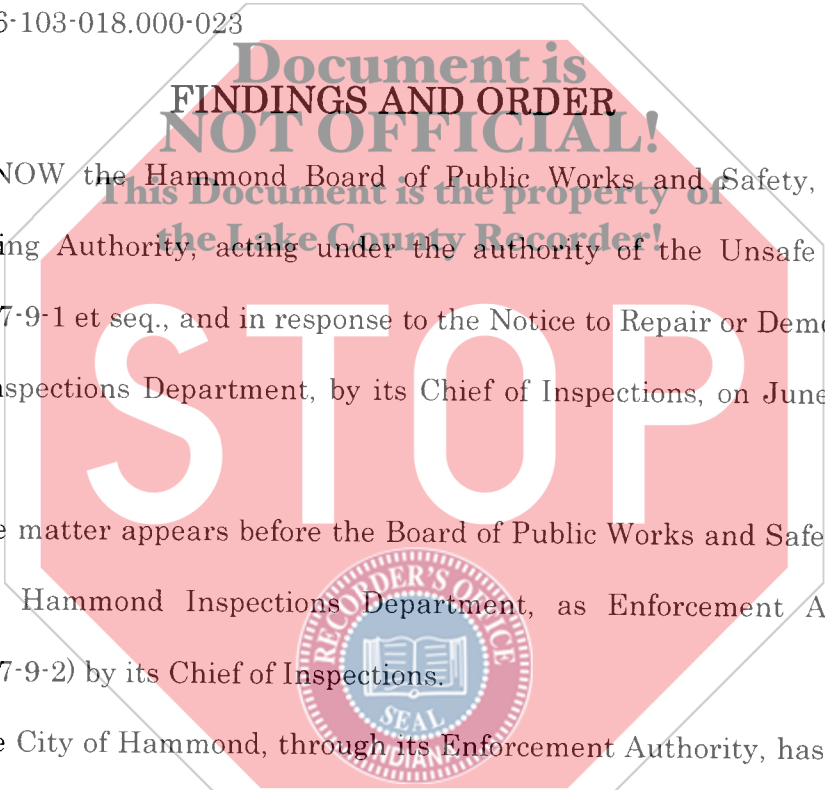 6-103-018.000-023
Document is
FINDINGS AND ORDER
NOT OFFICIAL!
NOW the Hammond Board of Public Works and Safety,
This Document is the property of
ing Authority, acting under the authority of the Unsafe
the Lake County Recorder!
7-9-1 et seq., and in response to the Notice to Repair or Demo
STOP
nspections Department, by its Chief of Inspections, on June
e matter appears before the Board of Public Works and Safe
RECORDER'S OFFICE
Hammond Inspections Department, as Enforcement A
7-9-2) by its Chief of Inspections.
SEAL
INDIANA
e City of Hammond, through its Enforcement Authority, has